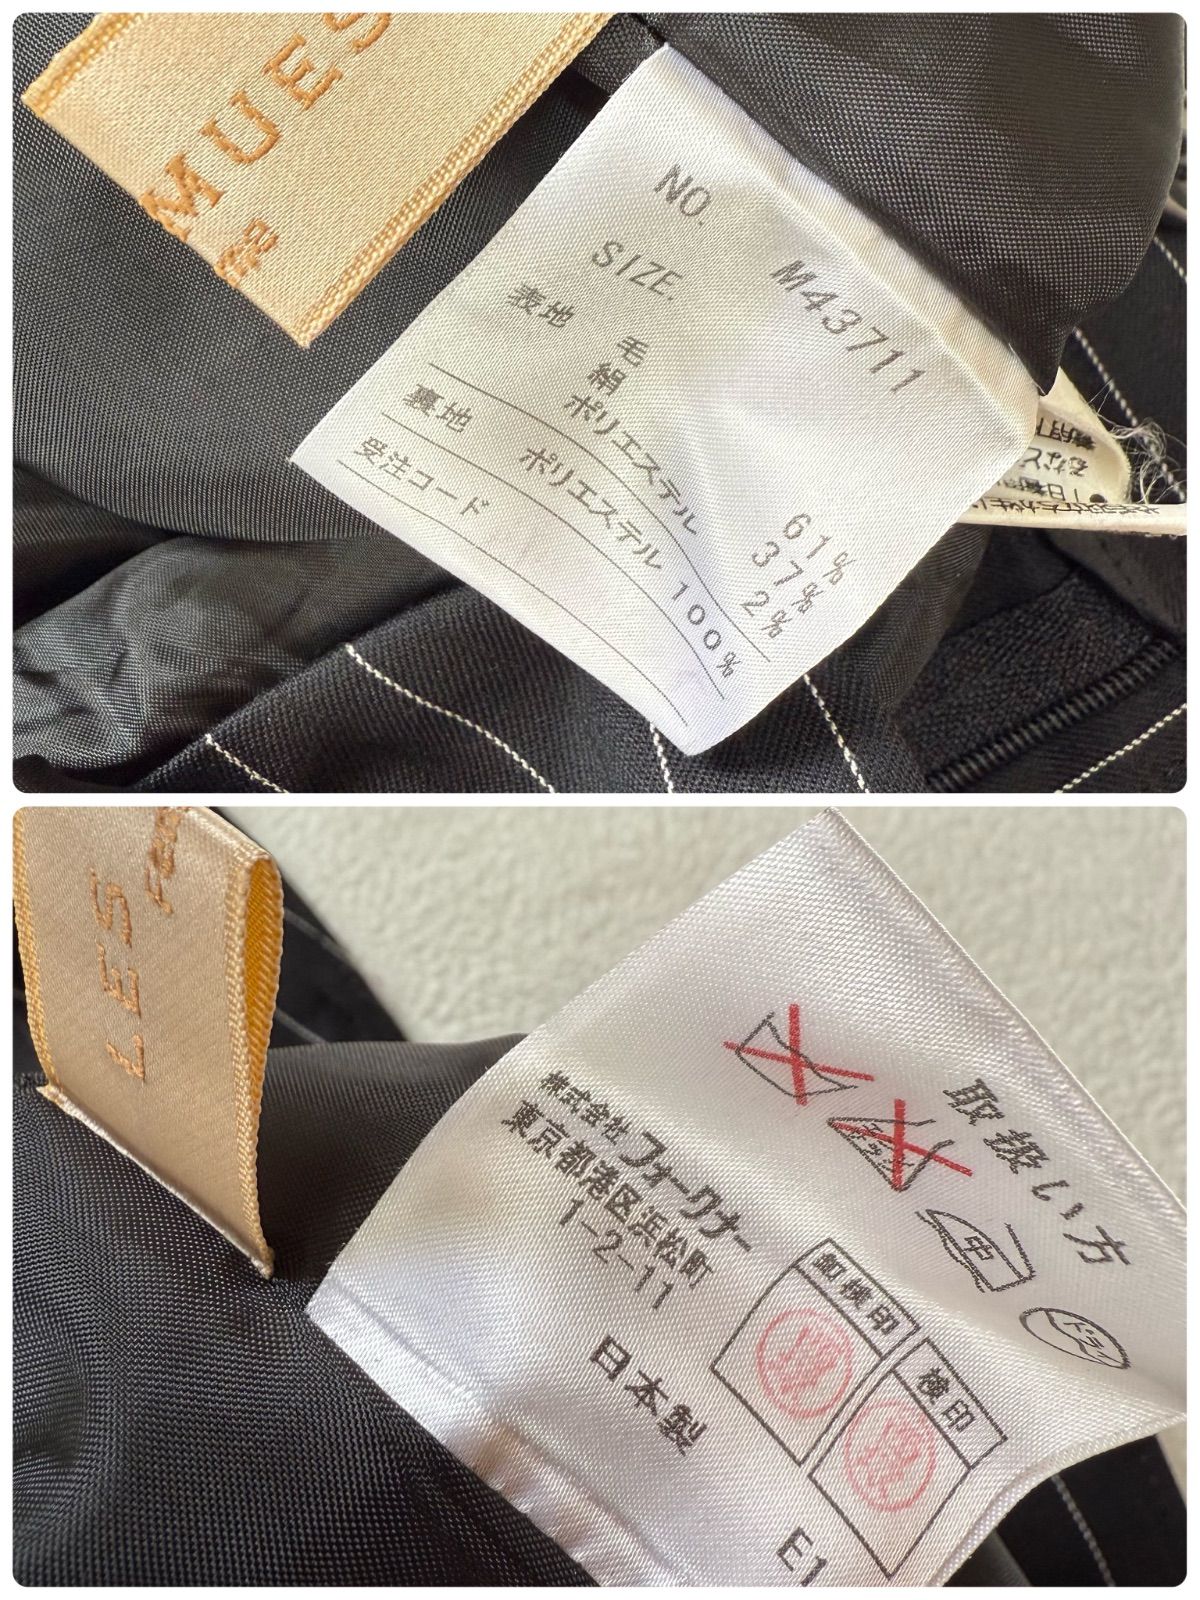 MUES
NO. M43711
SIZE.
表地 毛 61%
絹 37%
ポリエステル 2%
裏地 ポリエステル 100%
受注コード
LES
取扱い方
中
ドライ
株式会社フォークナー
東京都港区浜松町
1-2-11
日本製
釦検印
検印
E1